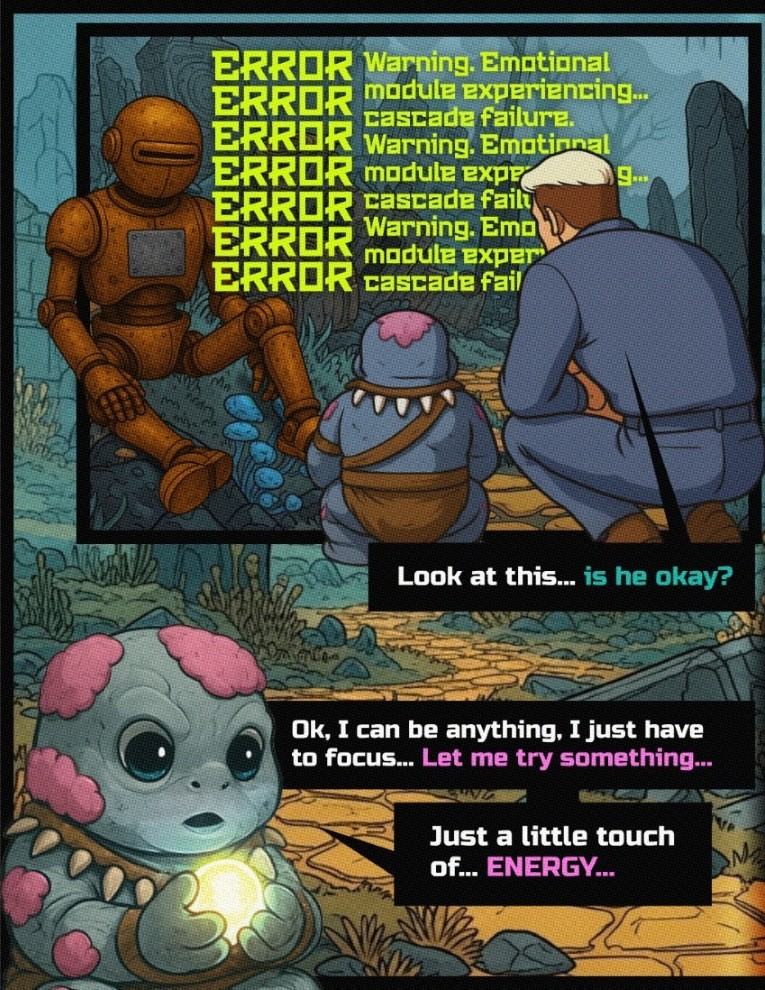 ERROR
ERROR
ERROR
ERROR
ERROR
ERROR
ERROR
Warning. Emotional
module experiencing...
cascade failure.
Warning. Emotional
module
cascade
Warning.
module
cascade
Look at this... is he okay?
Ok, I can be anything, I just have
to focus... Let me try something...
Just a little touch
of... ENERGY...